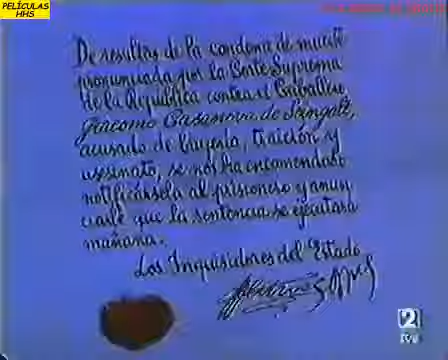 PELÍCULAS
HHS
De resultas de la condena de muerte
pronunciada por la Corte Suprema
de la República contra el Caballero
Giacomo Casanova de Seingalt,
acusado de bigamia, traición y
asesinato, se nos ha encomendado
notificársela al prisionero y anun-
ciarle que la sentencia se ejecutará
mañana.
Los Inquisidores del Estado
2
tve